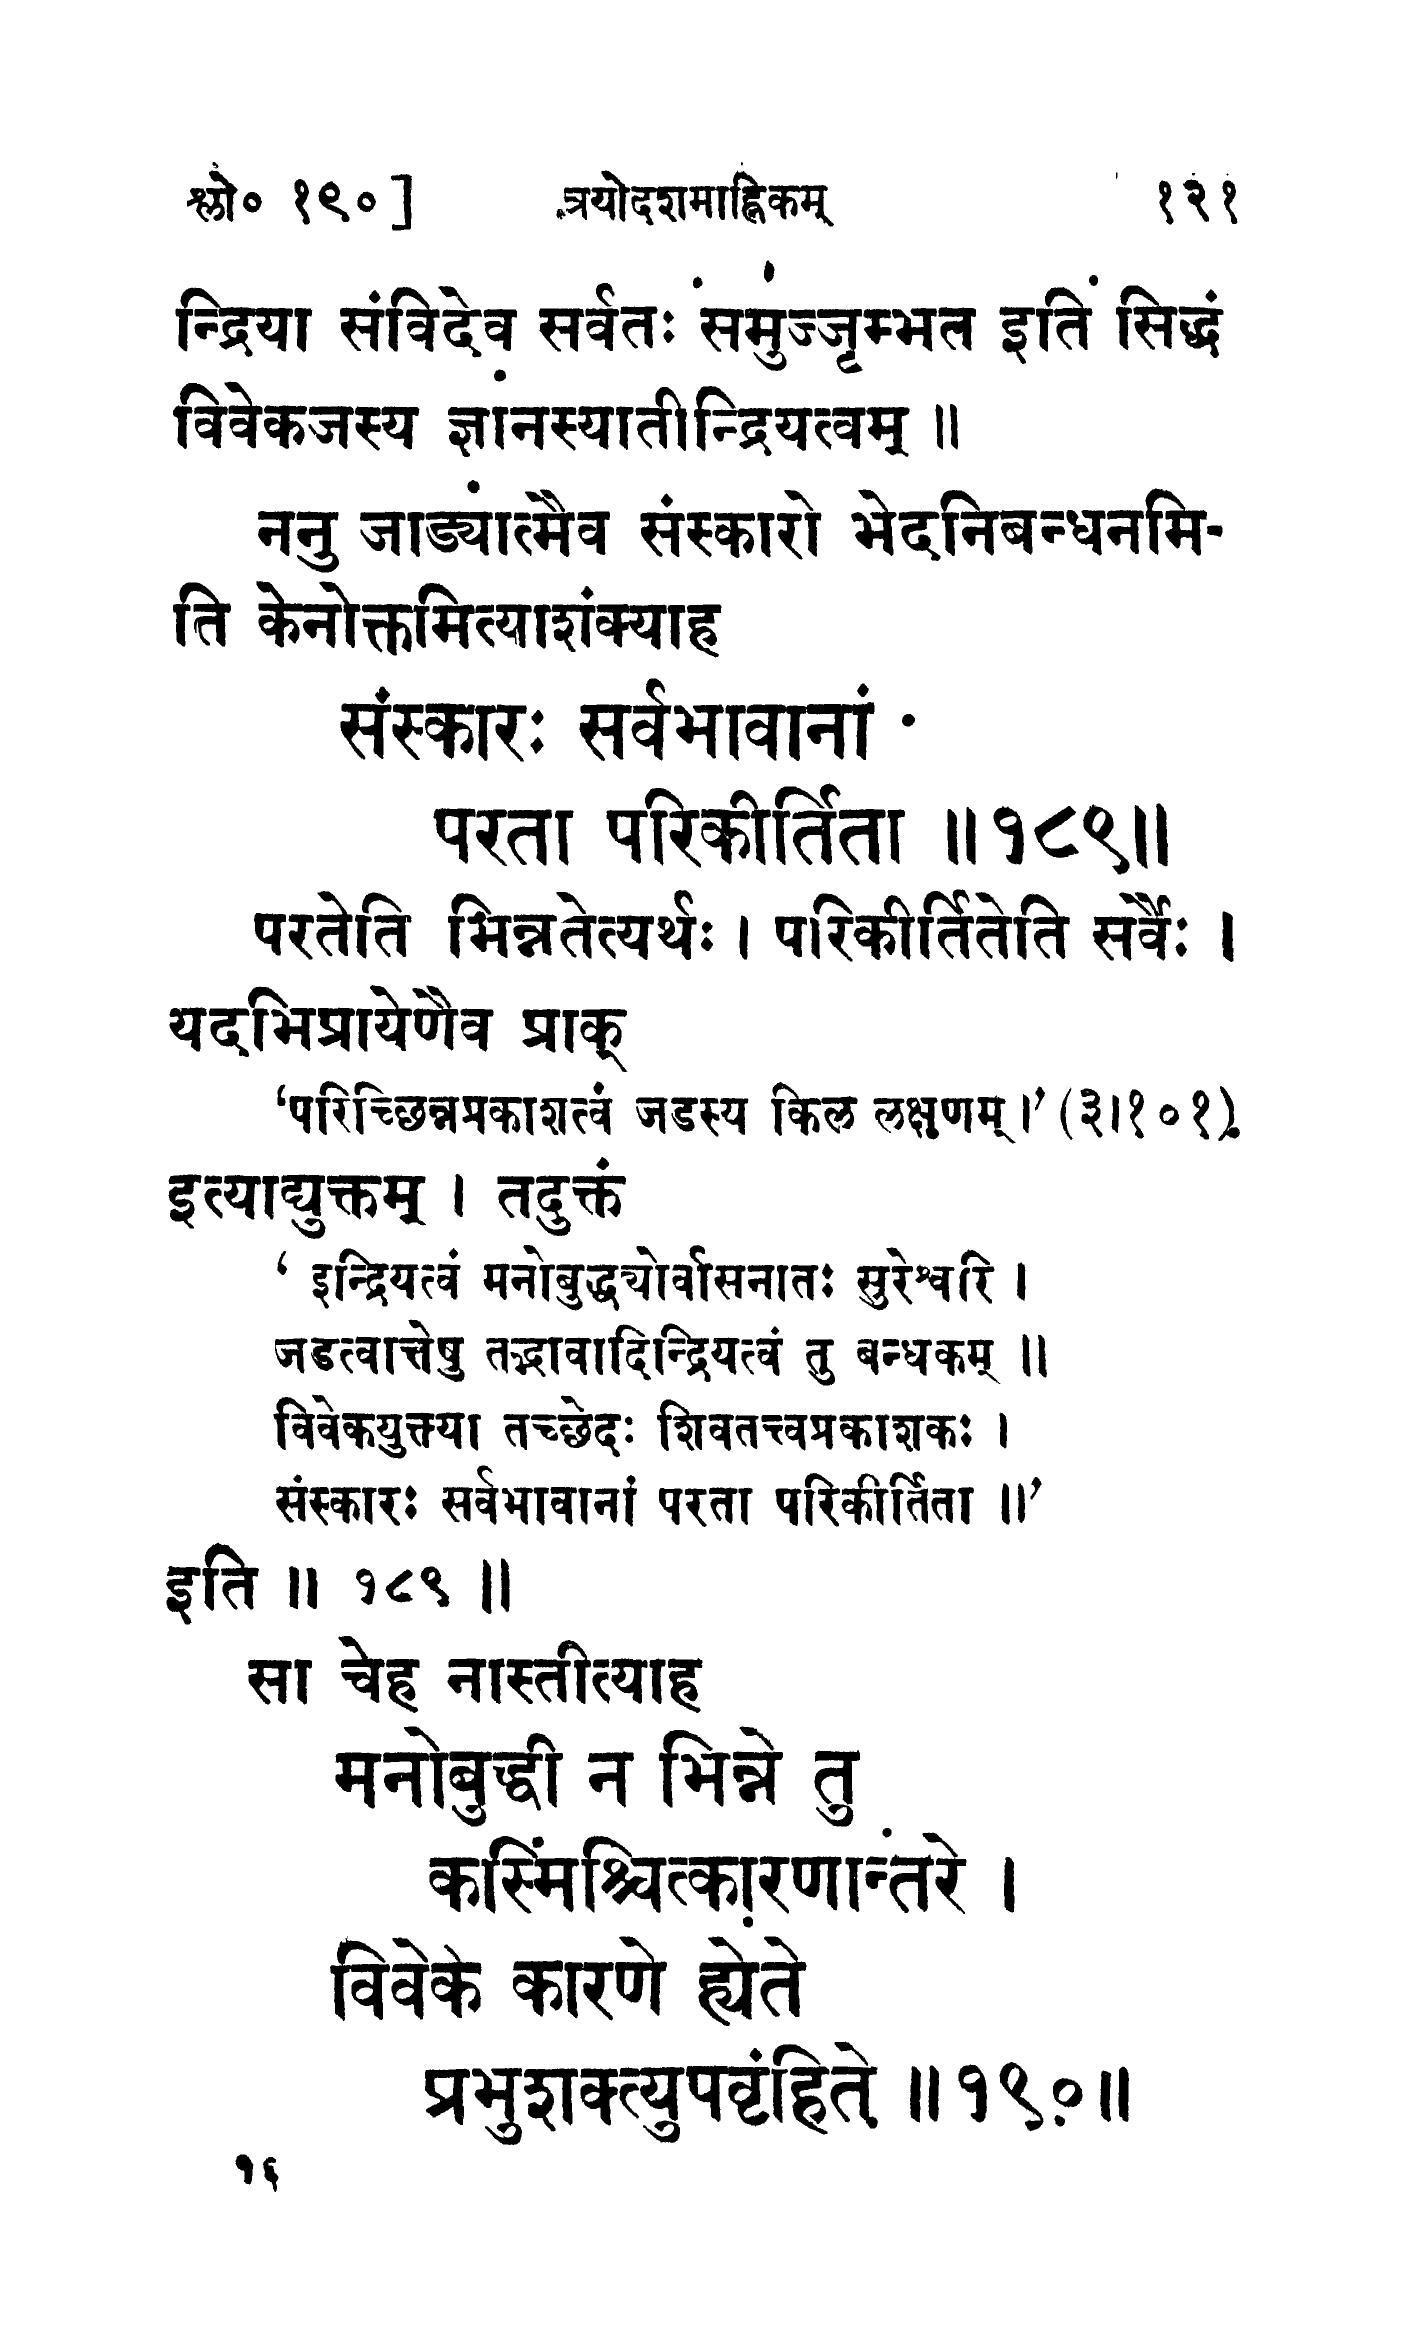 श्लो० १९०] त्रयोदशमाह्निकम् १२१
न्द्रिया संविदेव सर्वतः समुज्जृम्भत इति सिद्धं
विवेकजस्य ज्ञानस्यातीन्द्रियत्वम् ॥
ननु जाड्यात्मैव संस्कारो भेदनिबन्धनमि-
ति केनोक्तमित्याशंक्याह
संस्कारः सर्वभावानां
परता परिकीर्तिता ॥१८९॥
परतेति भिन्नतेत्यर्थः । परिकीर्तितेति सर्वैः ।
यदभिप्रायेणैव प्राक्
‘परिच्छिन्नप्रकाशत्वं जडस्य किल लक्षणम् ।’ (३।१०१)
इत्याद्युक्तम् । तदुक्तं
‘ इन्द्रियत्वं मनोबुद्ध्योर्वासनातः सुरेश्वरि ।
जडत्वात्तेषु तद्भावादिन्द्रियत्वं तु बन्धकम् ॥
विवेकयुक्त्या तच्छेदः शिवतत्त्वप्रकाशकः ।
संस्कारः सर्वभावानां परता परिकीर्तिता ॥’
इति ॥ १८९ ॥
सा चेह नास्तीत्याह
मनोबुद्धी न भिन्ने तु
कस्मिंश्चित्कारणान्तरे ।
विवेके कारणे ह्येते
प्रभुशक्त्युपवृंहिते ॥१९०॥
१६